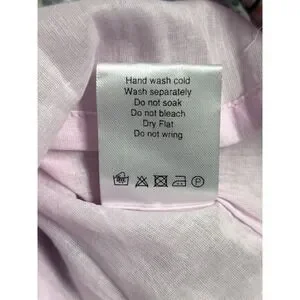 Hand wash cold
Wash separately
Do not soak
Do not bleach
Dry Flat
Do not wring
P